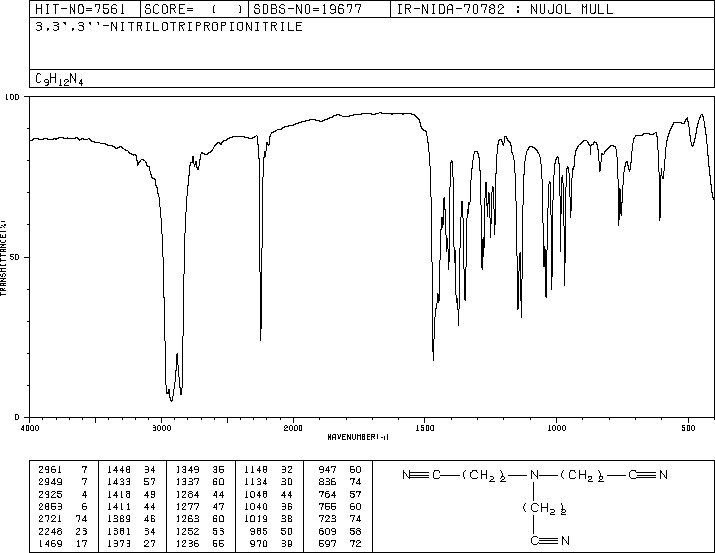 HIT-NO=7561 SCORE= ( ) SDBS-NO=19677 IR-NIDA-70782 : NUJOL MULL
3,3',3''-NITRILOTRIPROPIONITRILE
C9H12N4
100
50
0
TRANSMITTANCE(%)
4000 3000 2000 1500 1000 500
WAVENUMBER(-1)
2961 7 1448 34 1349 35 1148 32 947 60
2949 7 1433 57 1337 60 1134 30 836 74
2925 4 1418 49 1284 44 1048 44 764 57
2853 6 1411 44 1277 47 1040 36 755 60
2721 74 1389 46 1263 60 1019 38 723 74
2248 23 1381 34 1252 53 985 50 609 58
1469 17 1373 27 1236 55 970 39 597 72
N≡C—(CH2)2—N—(CH2)2—C≡N
(CH2)2
C≡N